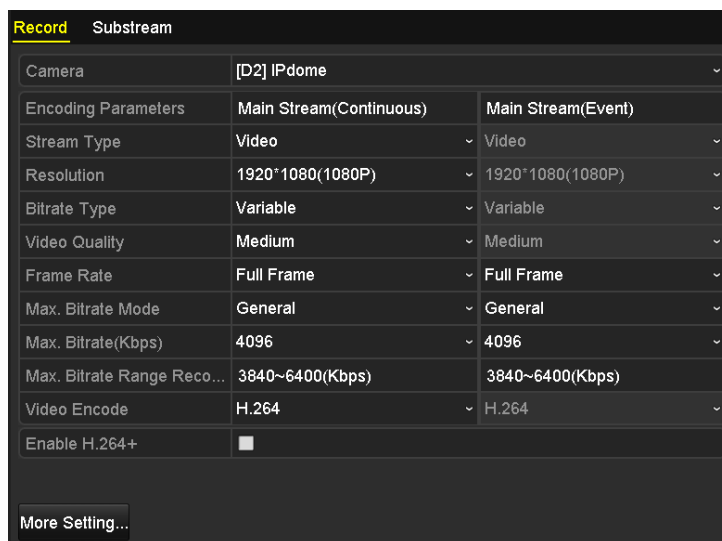 Record Substream
Camera [D2] IPdome
Encoding Parameters Main Stream(Continuous) Main Stream(Event)
Stream Type Video Video
Resolution 1920*1080(1080P) 1920*1080(1080P)
Bitrate Type Variable Variable
Video Quality Medium Medium
Frame Rate Full Frame Full Frame
Max. Bitrate Mode General General
Max. Bitrate(Kbps) 4096 4096
Max. Bitrate Range Reco... 3840~6400(Kbps) 3840~6400(Kbps)
Video Encode H.264 H.264
Enable H.264+
More Setting...